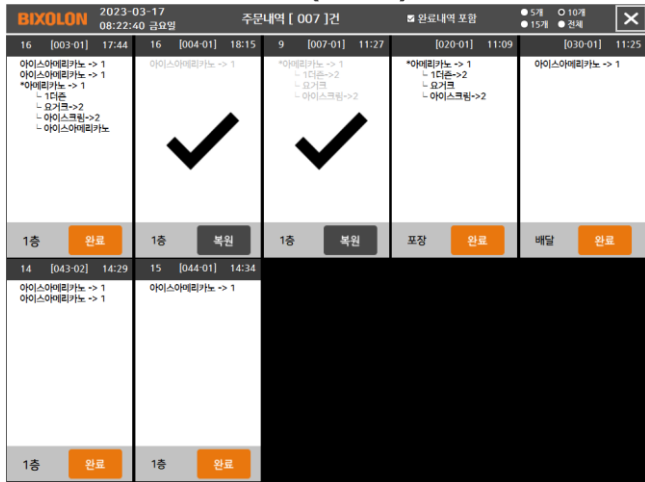 BIXOLON
2023-03-17
08:22:40 금요일
주문내역 [ 007 ]건
완료내역 포함
5개 10개
15개 전체
16 [003-01] 17:44
아이스아메리카노 -> 1
아이스아메리카노 -> 1
*아메리카노 -> 1
└ 1더즌
└ 요거크->2
└ 아이스크림->2
└ 아이스아메리카노
1층 완료
16 [004-01] 18:15
아이스아메리카노 -> 1
1층 복원
9 [007-01] 11:27
*아메리카노 -> 1
└ 1더즌->2
└ 요거크
└ 아이스크림->2
1층 복원
[020-01] 11:09
*아메리카노 -> 1
└ 1더즌->2
└ 요거크
└ 아이스크림->2
포장 완료
[030-01] 11:25
아이스아메리카노 -> 1
배달 완료
14 [043-02] 14:29
아이스아메리카노 -> 1
아이스아메리카노 -> 1
1층 완료
15 [044-01] 14:34
아이스아메리카노 -> 1
1층 완료